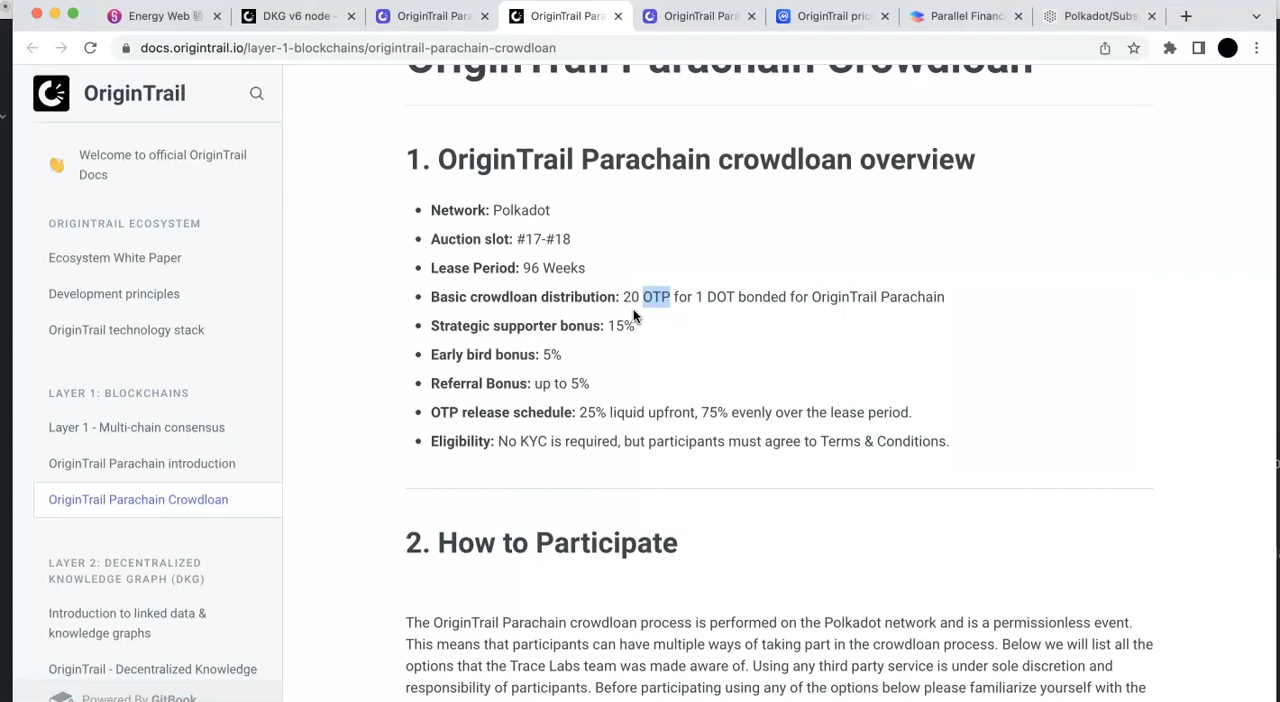 Energy Web
DKG v6 node -
OriginTrail Para
OriginTrail Para
OriginTrail Para
OriginTrail pric
Parallel Financ
Polkadot/Subs
docs.origintrail.io/layer-1-blockchains/origintrail-parachain-crowdloan
OriginTrail
Welcome to official OriginTrail
Docs
ORIGINTRAIL ECOSYSTEM
Ecosystem White Paper
Development principles
OriginTrail technology stack
LAYER 1: BLOCKCHAINS
Layer 1 - Multi-chain consensus
OriginTrail Parachain introduction
OriginTrail Parachain Crowdloan
LAYER 2: DECENTRALIZED
KNOWLEDGE GRAPH (DKG)
Introduction to linked data &
knowledge graphs
OriginTrail - Decentralized Knowledge
Powered By GitBook
OriginTrail Parachain Crowdloan
1. OriginTrail Parachain crowdloan overview
• Network: Polkadot
• Auction slot: #17-#18
• Lease Period: 96 Weeks
• Basic crowdloan distribution: 20 OTP for 1 DOT bonded for OriginTrail Parachain
• Strategic supporter bonus: 15%
• Early bird bonus: 5%
• Referral Bonus: up to 5%
• OTP release schedule: 25% liquid upfront, 75% evenly over the lease period.
• Eligibility: No KYC is required, but participants must agree to Terms & Conditions.
2. How to Participate
The OriginTrail Parachain crowdloan process is performed on the Polkadot network and is a permissionless event.
This means that participants can have multiple ways of taking part in the crowdloan process. Below we will list all the
options that the Trace Labs team was made aware of. Using any third party service is under sole discretion and
responsibility of participants. Before participating using any of the options below please familiarize yourself with the